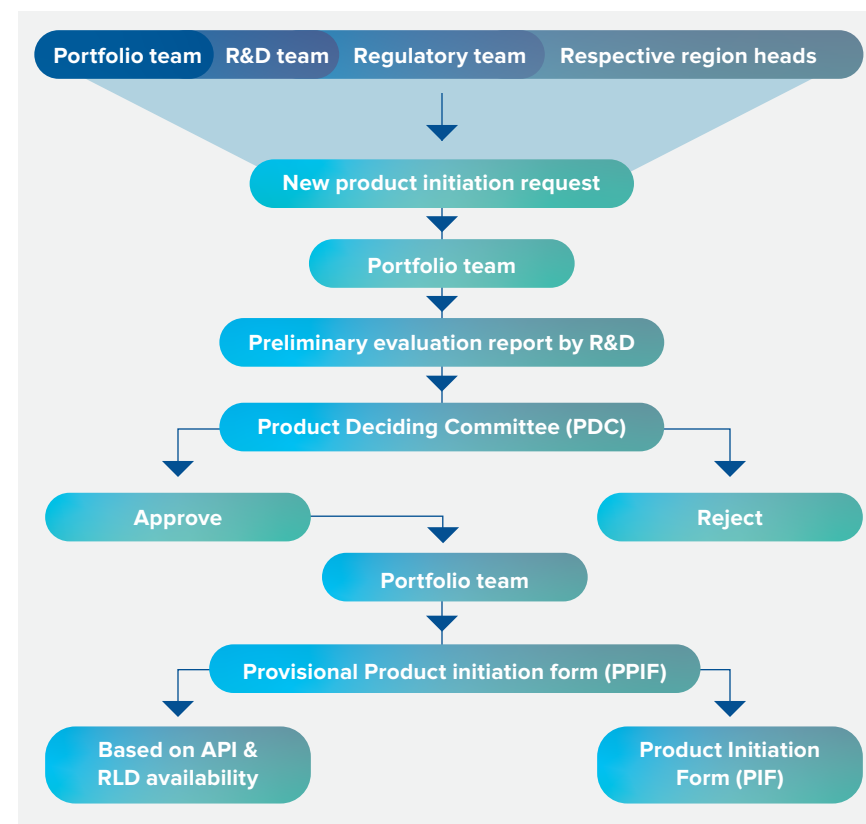 Portfolio team R&D team Regulatory team Respective region heads
New product initiation request
Portfolio team
Preliminary evaluation report by R&D
Product Deciding Committee (PDC)
Approve Reject
Portfolio team
Provisional Product initiation form (PPIF)
Based on API &
RLD availability
Product Initiation
Form (PIF)